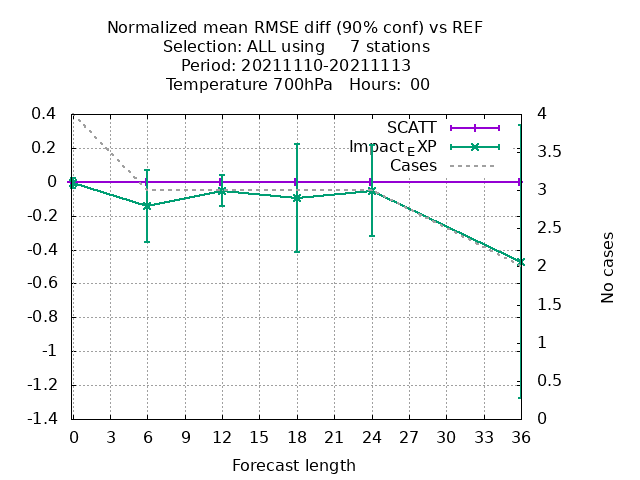 Normalized mean RMSE diff (90% conf) vs REF
Selection: ALL using 7 stations
Period: 20211110-20211113
Temperature 700hPa Hours: 00
SCATT
Impact_EXP
Cases
0.4
0.2
0
-0.2
-0.4
-0.6
-0.8
-1
-1.2
-1.4
4
3.5
3
2.5
2
1.5
1
0.5
0
No cases
0 3 6 9 12 15 18 21 24 27 30 33 36
Forecast length